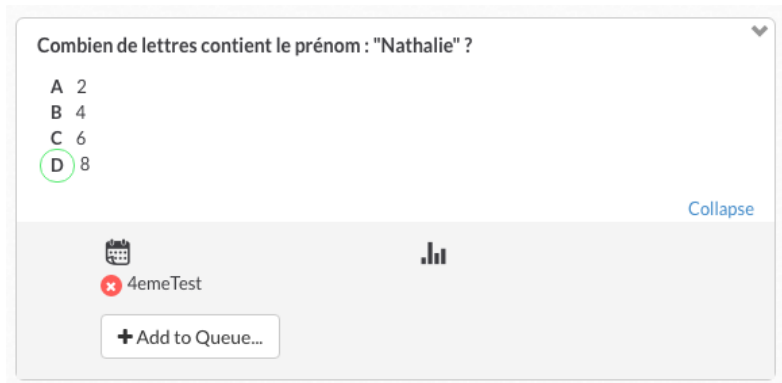 Combien de lettres contient le prénom : "Nathalie" ?
A 2
B 4
C 6
D 8
Collapse
4emeTest
+ Add to Queue...